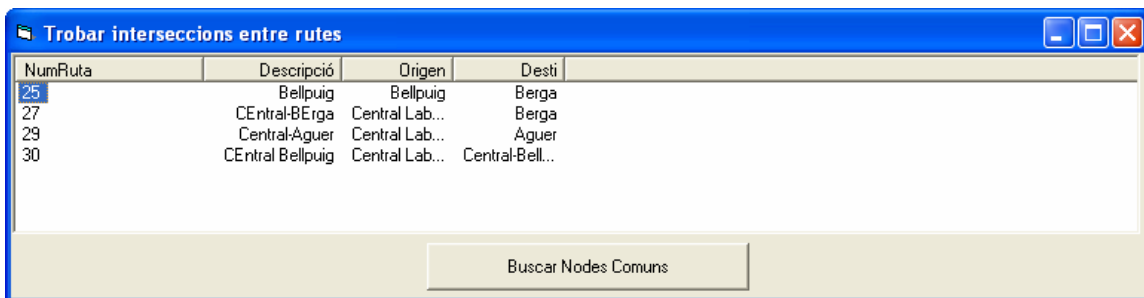 Trobar interseccions entre rutes
NumRuta Descripció Origen Desti
25 Bellpuig Bellpuig Berga
27 CEntral-BErga Central Lab... Berga
29 Central-Aguer Central Lab... Aguer
30 CEntral Bellpuig Central Lab... Central-Bell...
Buscar Nodes Comuns